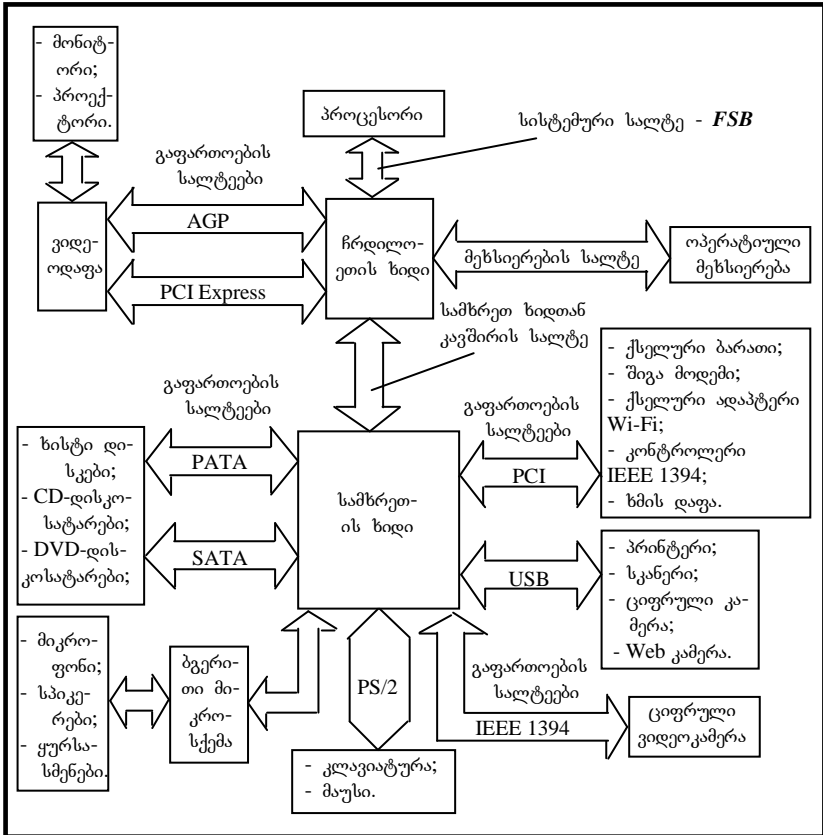 - მონიტ-
ორი;
- პროექ-
ტორი.
პროცესორი
სისტემური სალტე - FSB
გაფართოების
სალტეები
AGP
ვიდე-
ოდაფა
PCI Express
ჩრდილო-
ეთის ხიდი
მეხსიერების სალტე
ოპერატიული
მეხსიერება
სამხრეთ ხიდთან
კავშირის სალტე
გაფართოების
სალტეები
- ხისტი დი-
სკები;
- CD-დისკო-
სატარები;
- DVD-დის-
კოსატარები;
PATA
SATA
სამხრეთ-
ის ხიდი
გაფართოების
სალტეები
PCI
- ქსელური ბარათი;
- შიგა მოდემი;
- ქსელური ადაპტერი
Wi-Fi;
- კონტროლერი
IEEE 1394;
- ხმის დაფა.
USB
- პრინტერი;
- სკანერი;
- ციფრული კა-
მერა;
- Web კამერა.
- მიკრო-
ფონი;
- სპიკე-
რები;
- ყურსა-
სმენები.
ბგერი-
თი მი-
კრო-
სქემა
PS/2
- კლავიატურა;
- მაუსი.
გაფართოების
სალტეები
IEEE 1394
ციფრული
ვიდეოკამერა